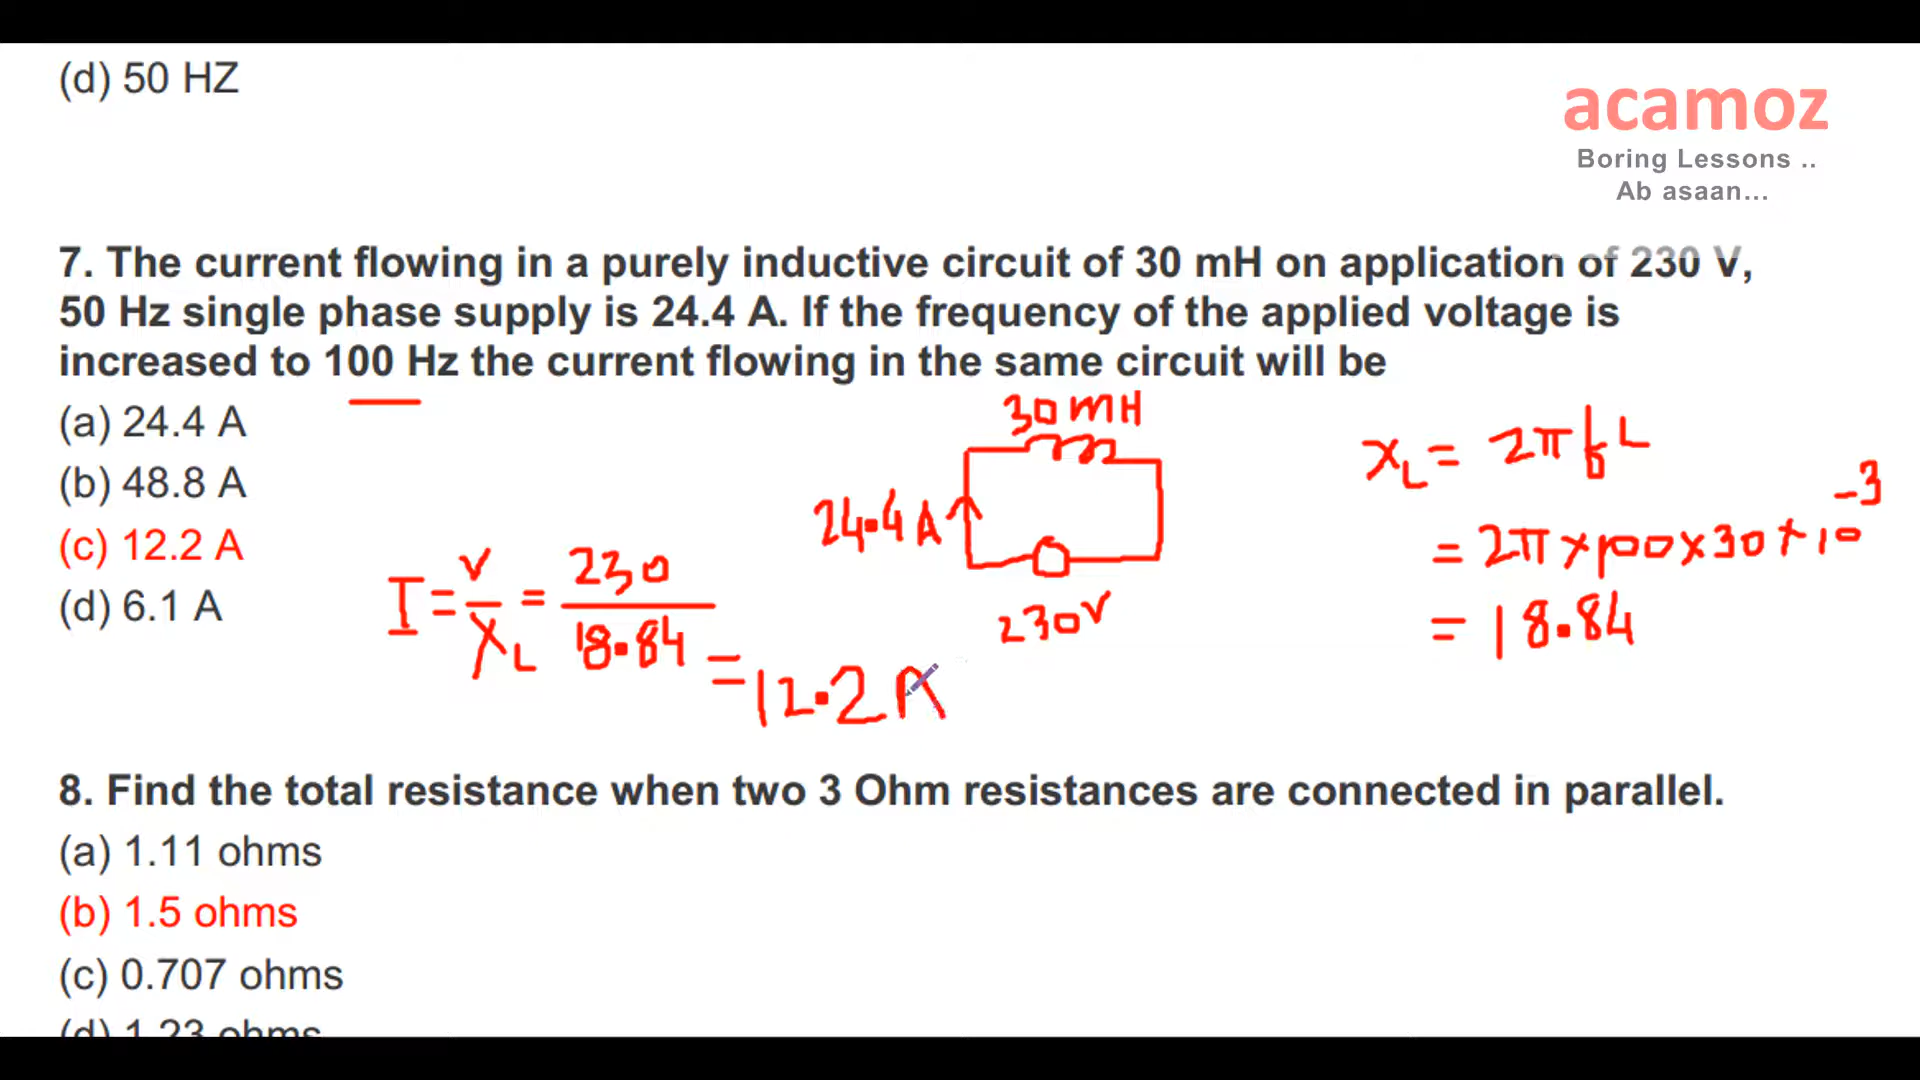 (d) 50 HZ
acamoz
Boring Lessons ..
Ab asaan...
7. The current flowing in a purely inductive circuit of 30 mH on application of 230 V,
50 Hz single phase supply is 24.4 A. If the frequency of the applied voltage is
increased to 100 Hz the current flowing in the same circuit will be
(a) 24.4 A
(b) 48.8 A
(c) 12.2 A
(d) 6.1 A
30mH
24.4A
230V
I = V/XL = 230/18.84
= 12.2 A
XL = 2πfL
= 2π×100×30×10^-3
= 18.84
8. Find the total resistance when two 3 Ohm resistances are connected in parallel.
(a) 1.11 ohms
(b) 1.5 ohms
(c) 0.707 ohms
(d) 1.23 ohms